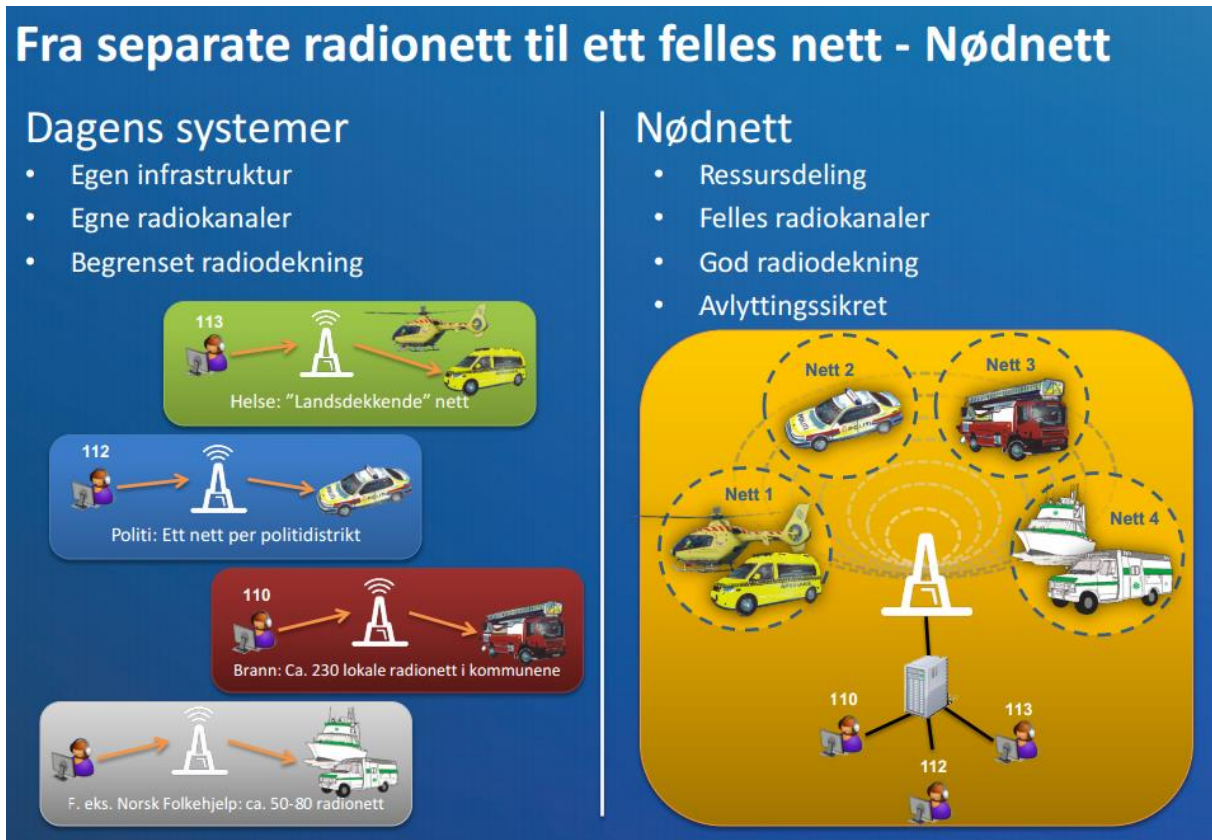 Fra separate radionett til ett felles nett - Nødnett
Dagens systemer
• Egen infrastruktur
• Egne radiokanaler
• Begrenset radiodekning
113
Helse: ”Landsdekkende” nett
112
Politi: Ett nett per politidistrikt
110
Brann: Ca. 230 lokale radionett i kommunene
F. eks. Norsk Folkehjelp: ca. 50-80 radionett
Nødnett
• Ressursdeling
• Felles radiokanaler
• God radiodekning
• Avlyttingssikret
Nett 2
Nett 3
Nett 1
Nett 4
110
113
112